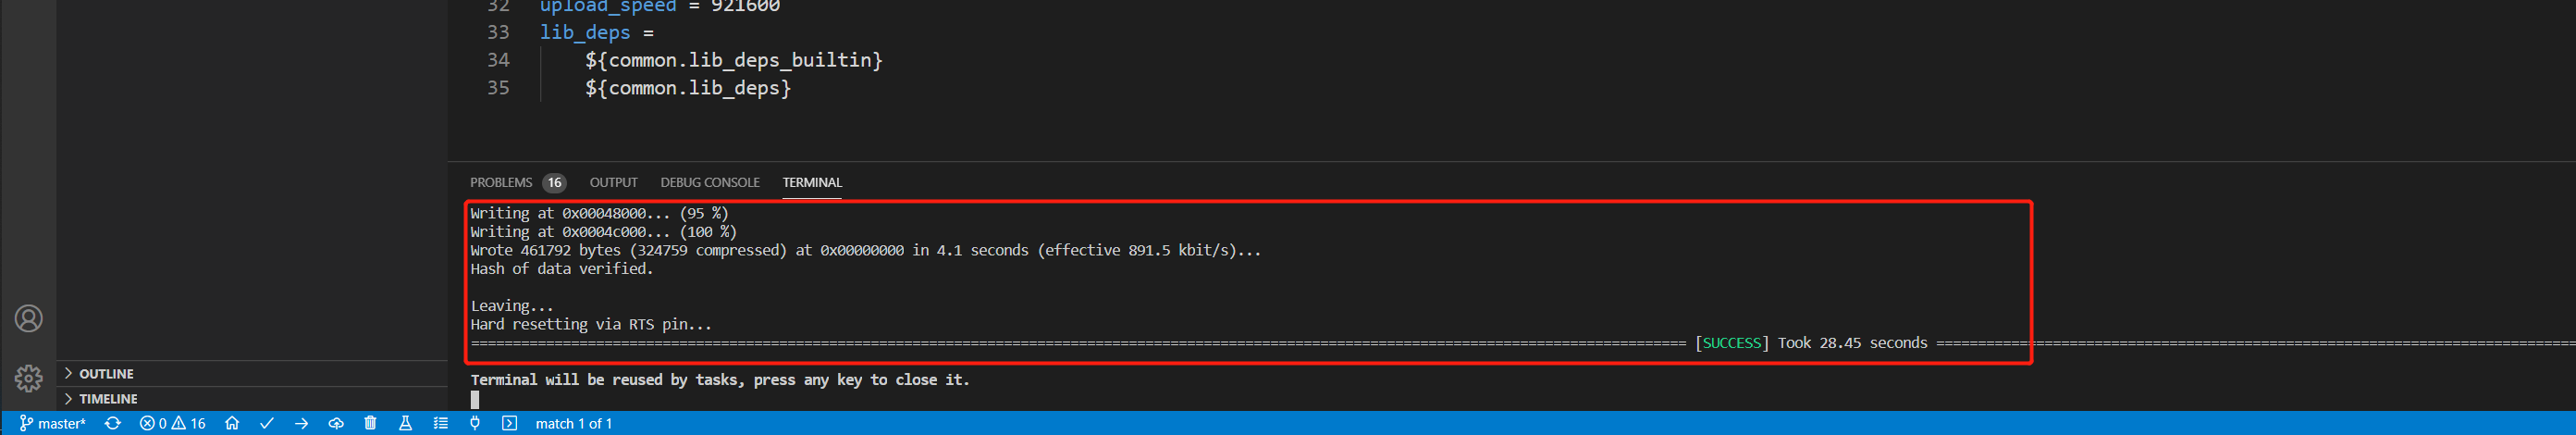 32 upload_speed = 921600
33 lib_deps =
34 ${common.lib_deps_builtin}
35 ${common.lib_deps}
PROBLEMS 16 OUTPUT DEBUG CONSOLE TERMINAL
Writing at 0x00048000... (95 %)
Writing at 0x0004c000... (100 %)
Wrote 461792 bytes (324759 compressed) at 0x00000000 in 4.1 seconds (effective 891.5 kbit/s)...
Hash of data verified.
Leaving...
Hard resetting via RTS pin...
[SUCCESS] Took 28.45 seconds
Terminal will be reused by tasks, press any key to close it.
OUTLINE
TIMELINE
master* 0 16 match 1 of 1